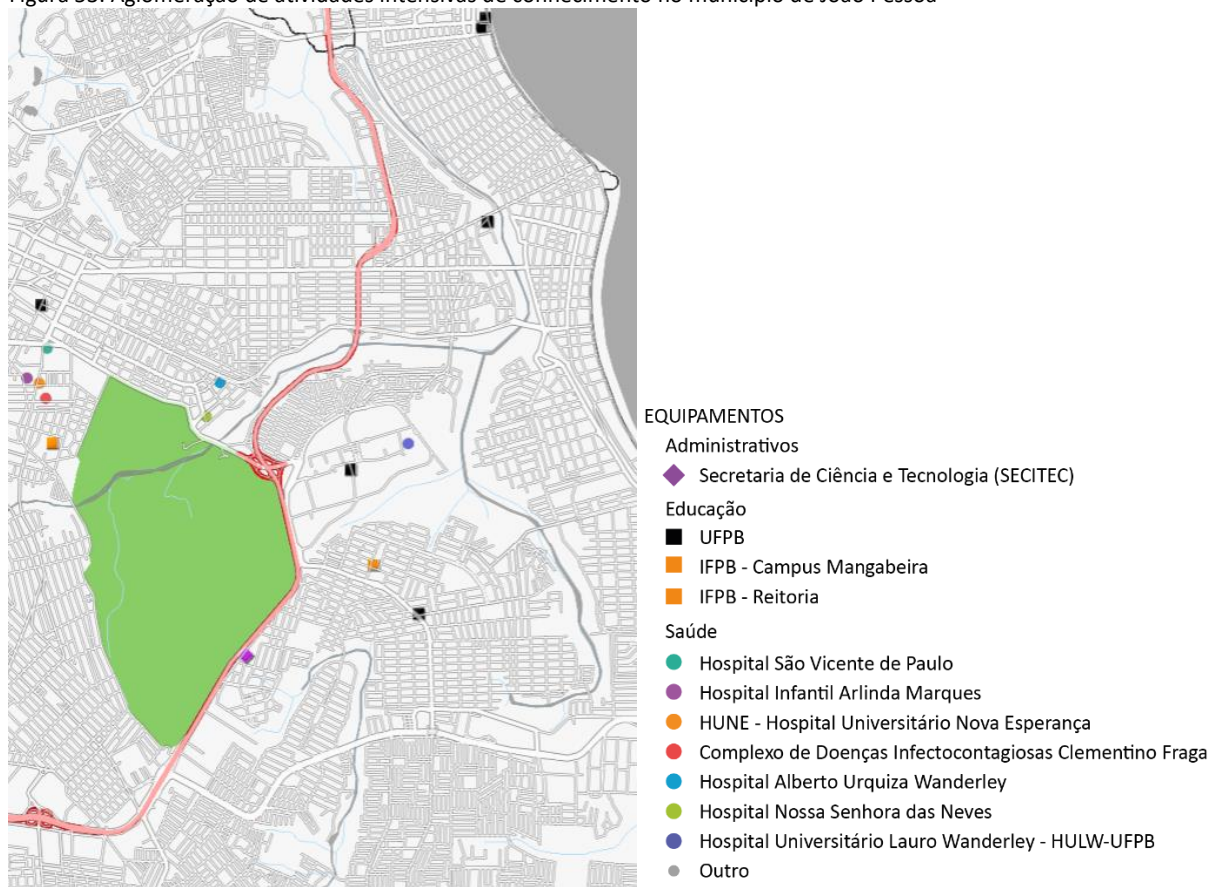 Figura 33: Aglomeração de atividades intensivas de conhecimento no município de João Pessoa
EQUIPAMENTOS
Administrativos
Secretaria de Ciência e Tecnologia (SECITEC)
Educação
UFPB
IFPB - Campus Mangabeira
IFPB - Reitoria
Saúde
Hospital São Vicente de Paulo
Hospital Infantil Arlinda Marques
HUNE - Hospital Universitário Nova Esperança
Complexo de Doenças Infectocontagiosas Clementino Fraga
Hospital Alberto Urquiza Wanderley
Hospital Nossa Senhora das Neves
Hospital Universitário Lauro Wanderley - HULW-UFPB
Outro